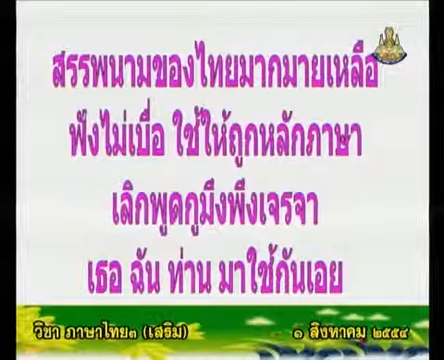 สรรพนามของไทยมากมายเหลือ
ฟังไม่เบื่อ ใช้ให้ถูกหลักภาษา
เลิกพูดกูมึงพึงเจรจา
เธอ ฉัน ท่าน มาใช้กันเอย
วิชา ภาษาไทย๓ (เสริม) ๑ สิงหาคม ๒๕๕๔